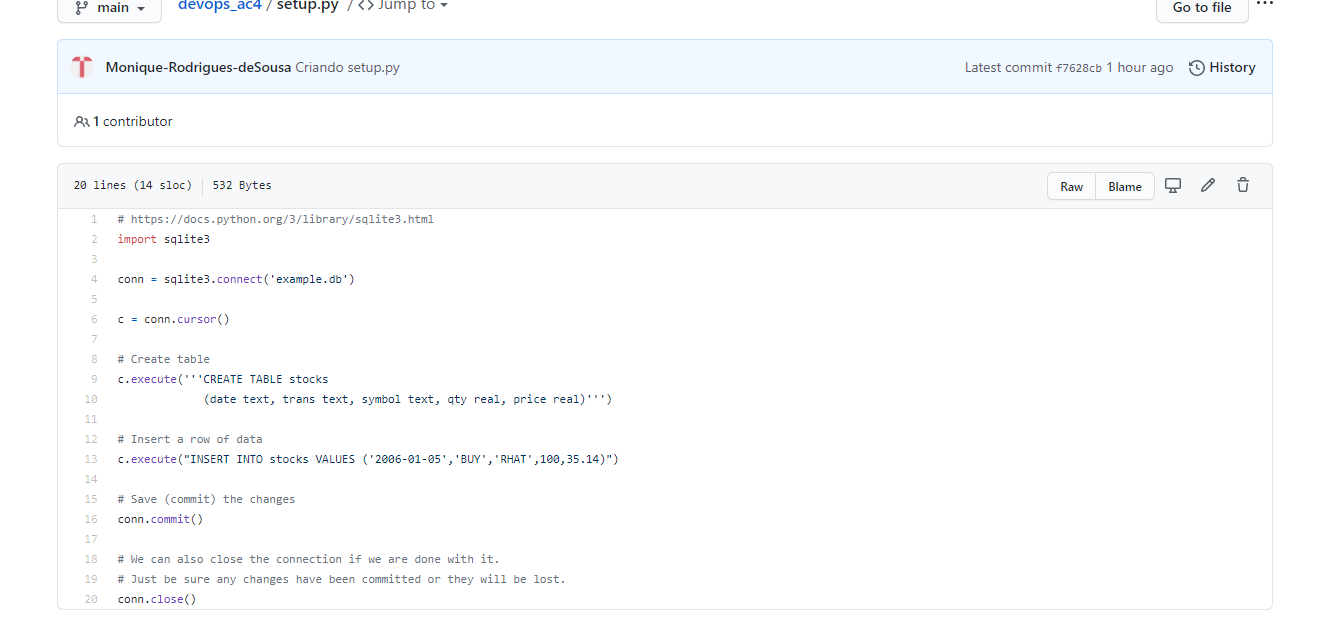 main
devops_ac4 / setup.py / <> Jump to
Go to file
...
Monique-Rodrigues-deSousa Criando setup.py
Latest commit f7628cb 1 hour ago
History
1 contributor
20 lines (14 sloc) 532 Bytes
Raw
Blame
1 # https://docs.python.org/3/library/sqlite3.html
2 import sqlite3
3
4 conn = sqlite3.connect('example.db')
5
6 c = conn.cursor()
7
8 # Create table
9 c.execute('''CREATE TABLE stocks
10              (date text, trans text, symbol text, qty real, price real)''')
11
12 # Insert a row of data
13 c.execute("INSERT INTO stocks VALUES ('2006-01-05','BUY','RHAT',100,35.14)")
14
15 # Save (commit) the changes
16 conn.commit()
17
18 # We can also close the connection if we are done with it.
19 # Just be sure any changes have been committed or they will be lost.
20 conn.close()